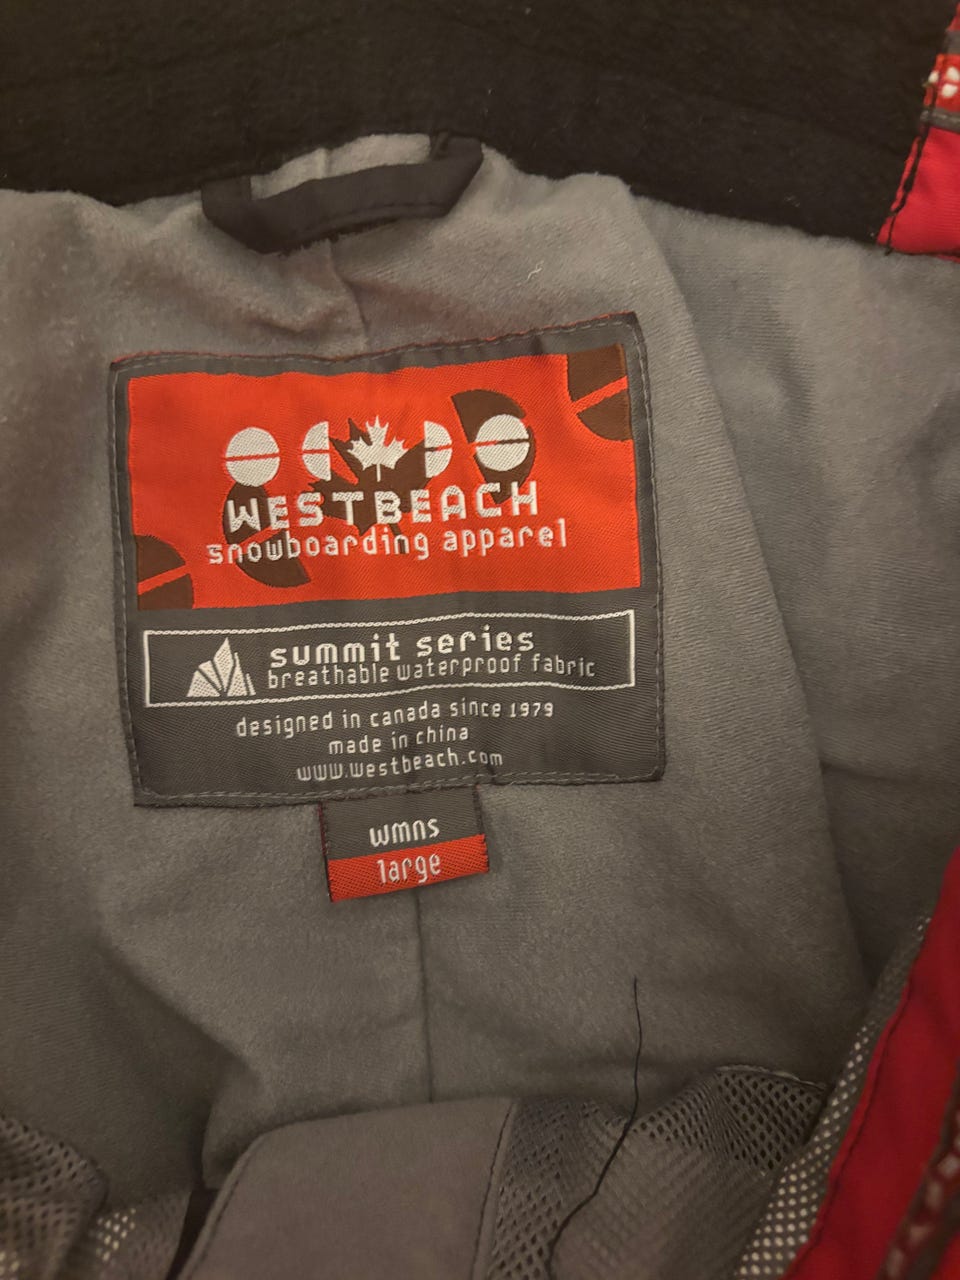 WESTBEACH
snowboarding apparel
summit series
breathable waterproof fabric
designed in canada since 1979
made in china
www.westbeach.com
wmns
large